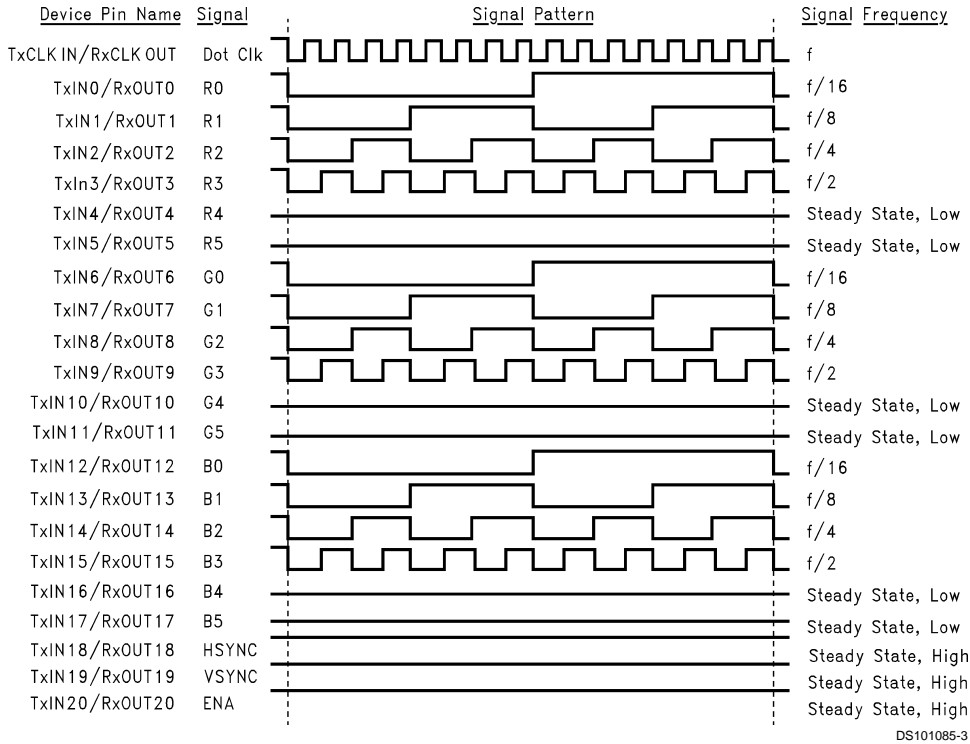 Device Pin Name Signal Signal Pattern Signal Frequency
TxCLK IN/RxCLK OUT Dot Clk f
TxIN0/RxOUT0 R0 f/16
TxIN1/RxOUT1 R1 f/8
TxIN2/RxOUT2 R2 f/4
TxIn3/RxOUT3 R3 f/2
TxIN4/RxOUT4 R4 Steady State, Low
TxIN5/RxOUT5 R5 Steady State, Low
TxIN6/RxOUT6 G0 f/16
TxIN7/RxOUT7 G1 f/8
TxIN8/RxOUT8 G2 f/4
TxIN9/RxOUT9 G3 f/2
TxIN10/RxOUT10 G4 Steady State, Low
TxIN11/RxOUT11 G5 Steady State, Low
TxIN12/RxOUT12 B0 f/16
TxIN13/RxOUT13 B1 f/8
TxIN14/RxOUT14 B2 f/4
TxIN15/RxOUT15 B3 f/2
TxIN16/RxOUT16 B4 Steady State, Low
TxIN17/RxOUT17 B5 Steady State, Low
TxIN18/RxOUT18 HSYNC Steady State, High
TxIN19/RxOUT19 VSYNC Steady State, High
TxIN20/RxOUT20 ENA Steady State, High
DS101085-3